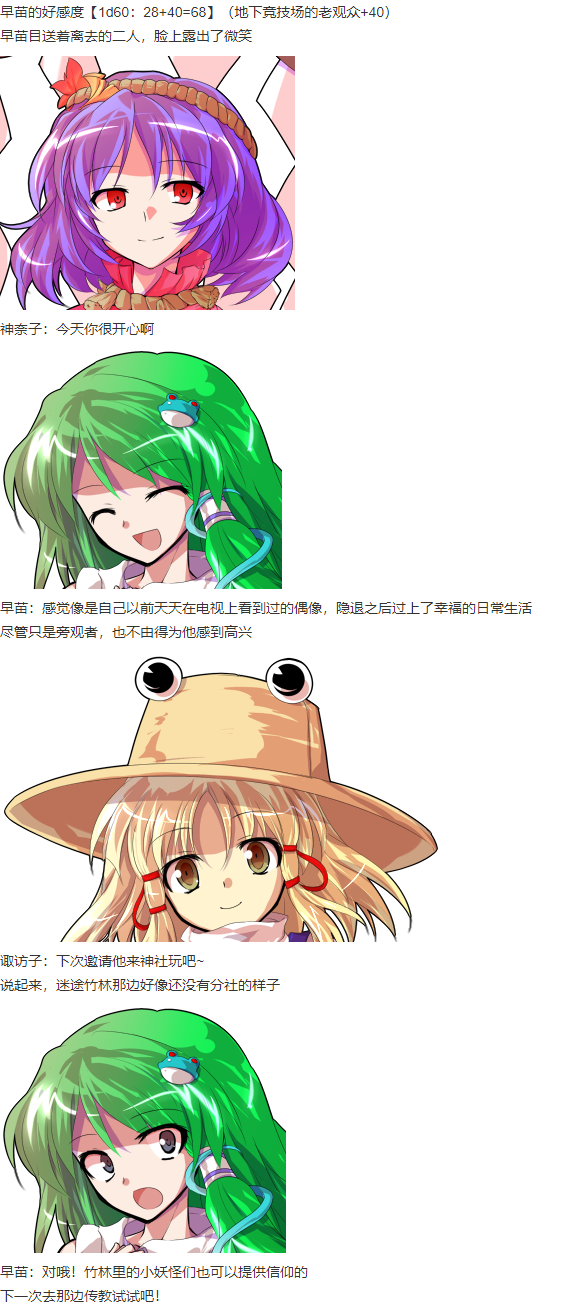 早苗的好感度【1d60：28+40=68】（地下竞技场的老观众+40）
早苗目送着离去的二人，脸上露出了微笑
神奈子：今天你很开心啊
早苗：感觉像是自己以前天天在电视上看到过的偶像，隐退之后过上了幸福的日常生活
尽管只是旁观者，也不由得为他感到高兴
诹访子：下次邀请他来神社玩吧~
说起来，迷途竹林那边好像还没有分社的样子
早苗：对哦！竹林里的小妖怪们也可以提供信仰的
下一次去那边传教试试吧！